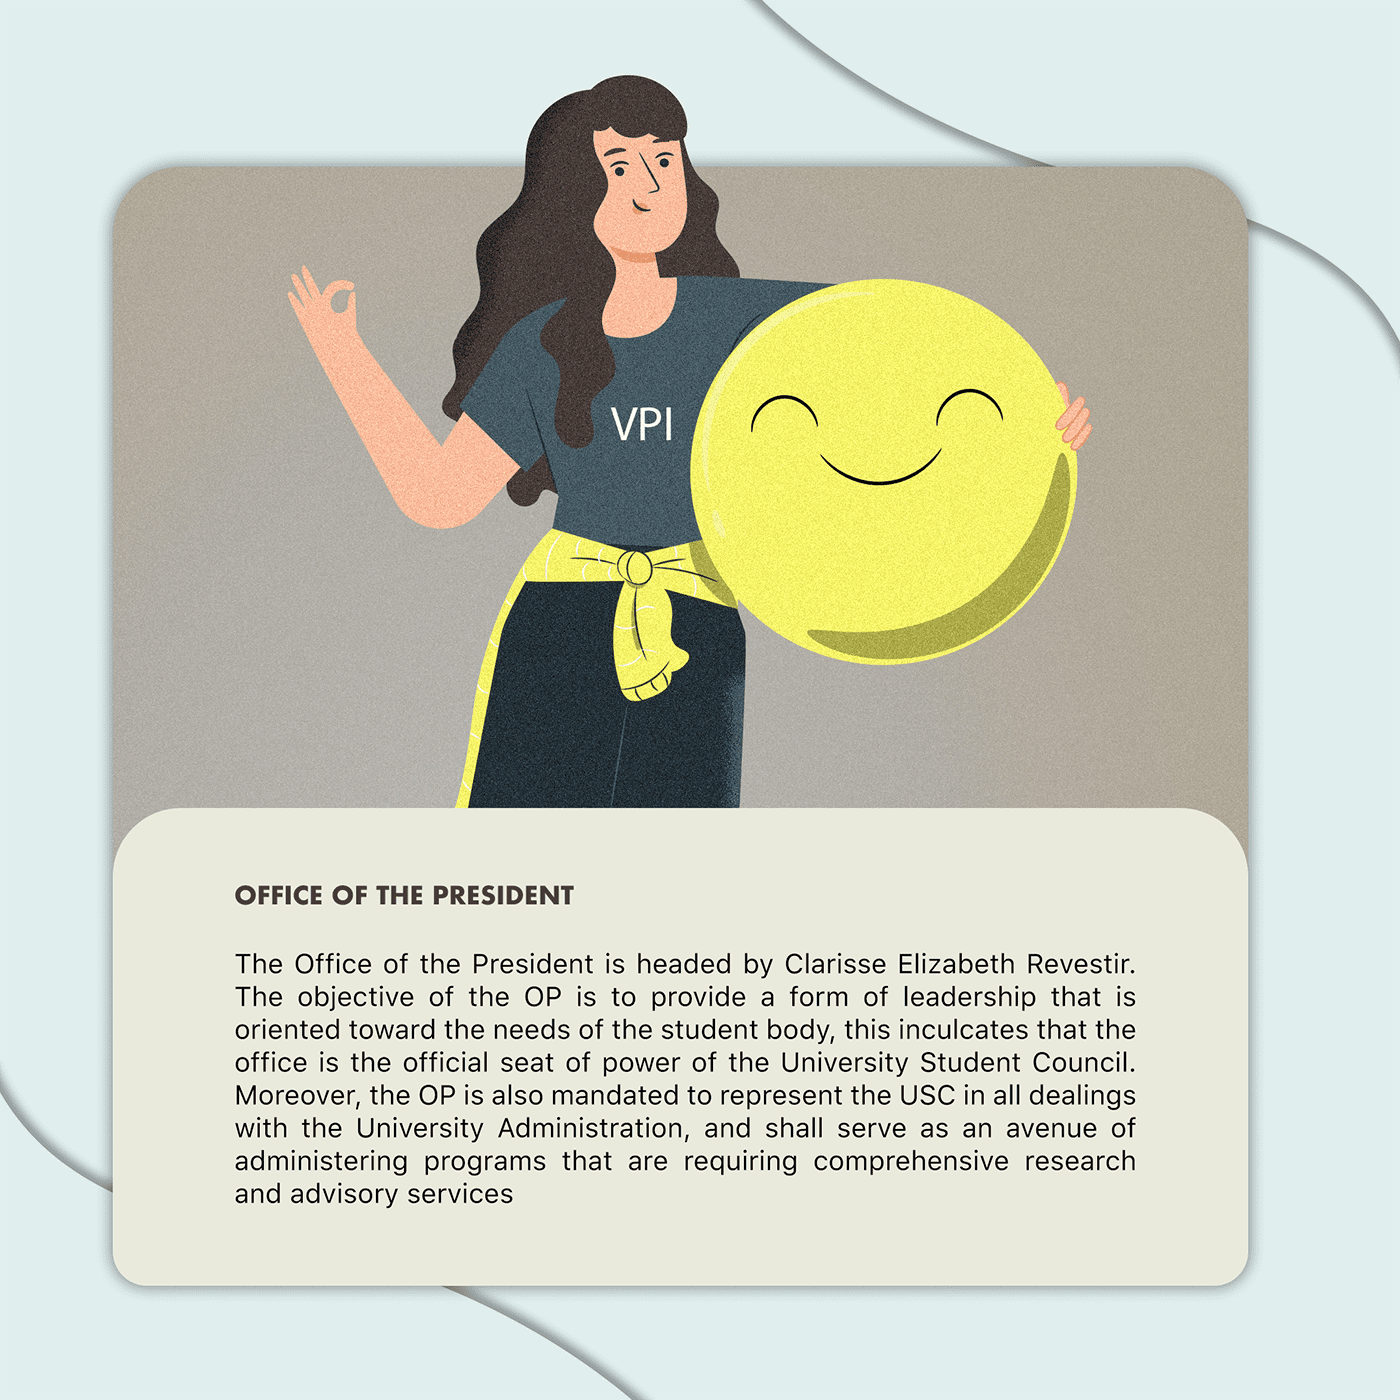 VPI
OFFICE OF THE PRESIDENT
The Office of the President is headed by Clarisse Elizabeth Revestir.
The objective of the OP is to provide a form of leadership that is
oriented toward the needs of the student body, this inculcates that the
office is the official seat of power of the University Student Council.
Moreover, the OP is also mandated to represent the USC in all dealings
with the University Administration, and shall serve as an avenue of
administering programs that are requiring comprehensive research
and advisory services